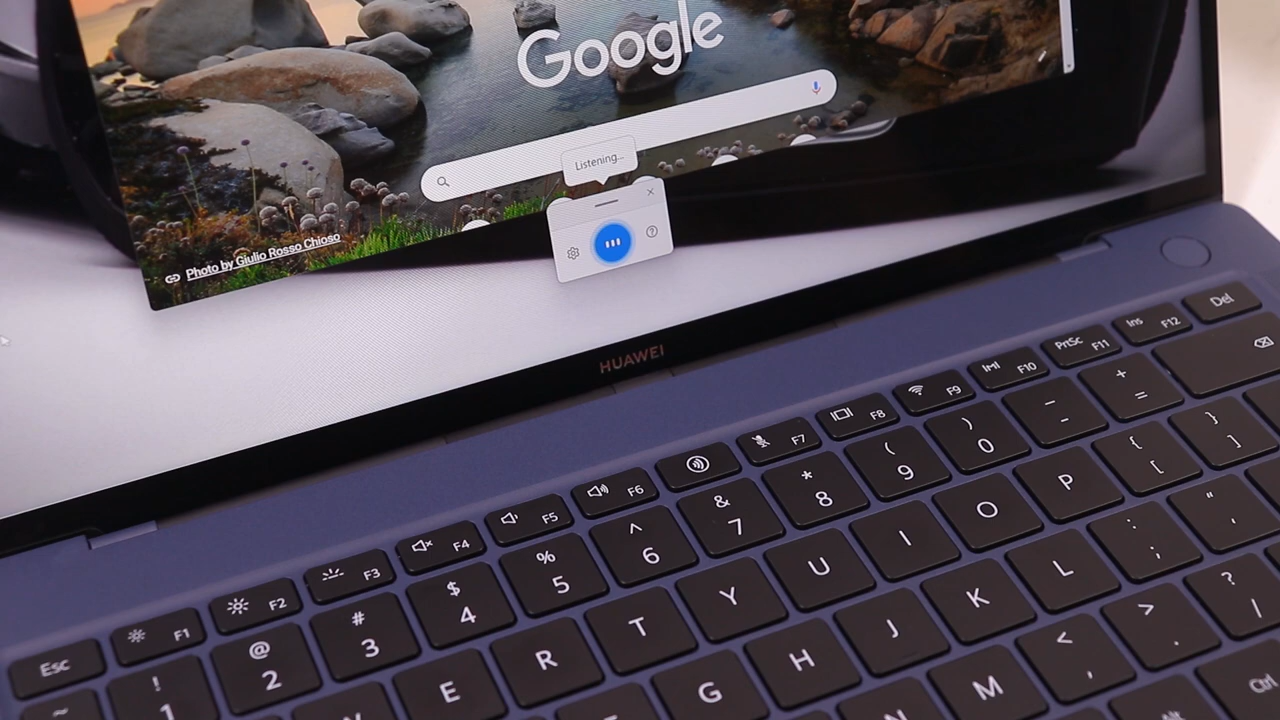 Google
Listening...
Photo by Giulio Rosso Chioso
HUAWEI
Esc F1 F2 F3 F4 F5 F6 F7 F8 F9 F10 PrtSc F11 Ins F12 Del
~ ! 1 @ 2 # 3 $ 4 % 5 ^ 6 & 7 * 8 ( 9 ) 0 _ - + =
E R T Y U I O P { [ } ]
G H J K L : ; " '
M < , > . ? /
Alt Ctrl